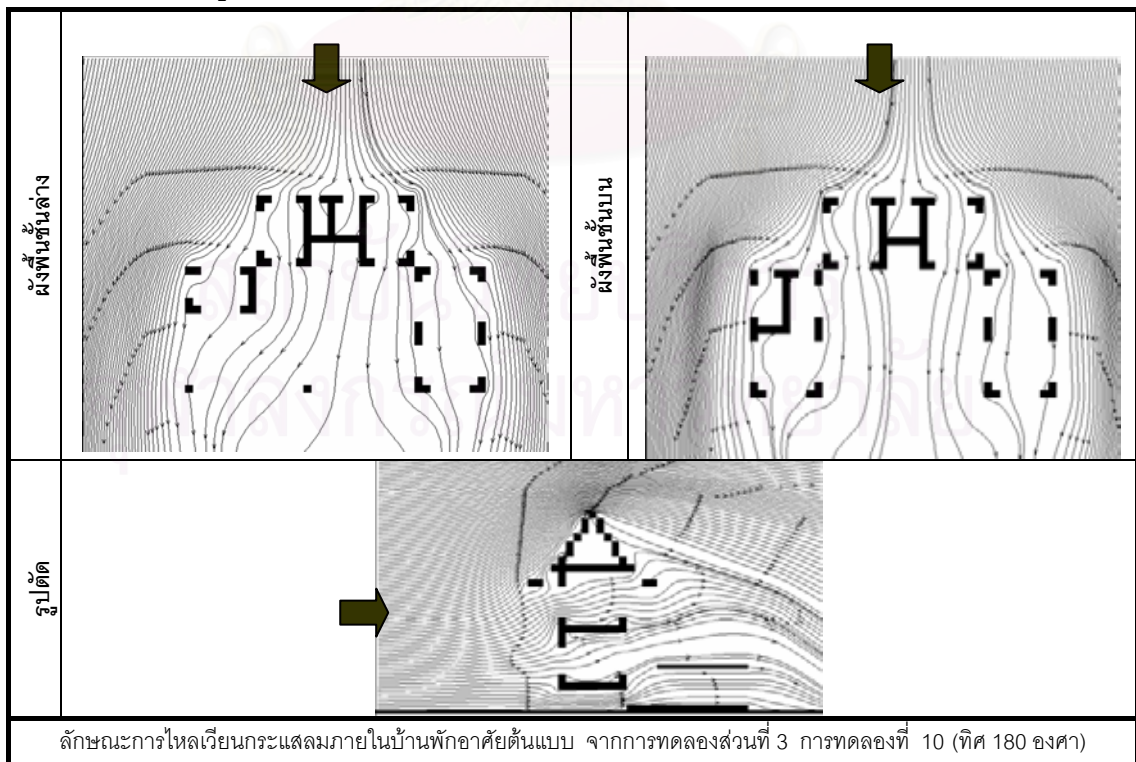 ผังพื้นชั้นล่าง
ผังพื้นชั้นบน
รูปตัด
ลักษณะการไหลเวียนกระแสลมภายในบ้านพักอาศัยต้นแบบ จากการทดลองส่วนที่ 3 การทดลองที่ 10 (ทิศ 180 องศา)